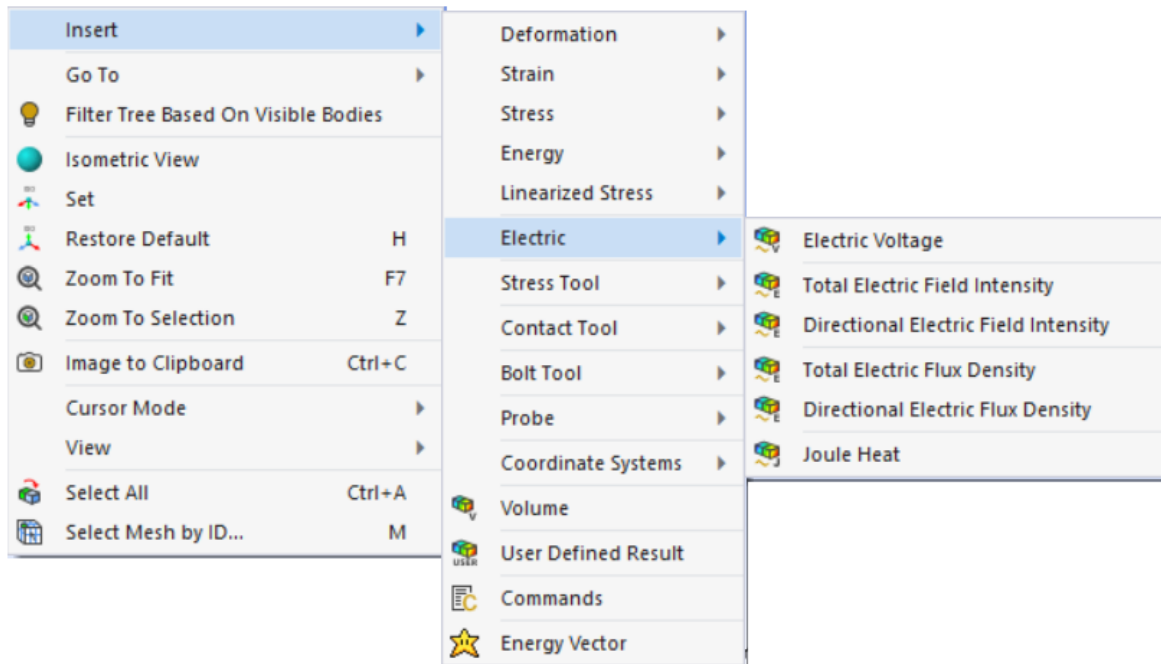 Insert
Go To
Filter Tree Based On Visible Bodies
Isometric View
Set
Restore Default H
Zoom To Fit F7
Zoom To Selection Z
Image to Clipboard Ctrl+C
Cursor Mode
View
Select All Ctrl+A
Select Mesh by ID... M
Deformation
Strain
Stress
Energy
Linearized Stress
Electric
Stress Tool
Contact Tool
Bolt Tool
Probe
Coordinate Systems
Volume
User Defined Result
Commands
Energy Vector
Electric Voltage
Total Electric Field Intensity
Directional Electric Field Intensity
Total Electric Flux Density
Directional Electric Flux Density
Joule Heat